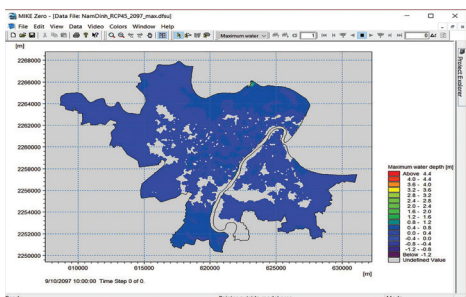 MIKE Zero - [Data File: NamDinh_RCP45_2097_max.dfsu]
File Edit View Data Video Colors Window Help
Maximum water 1 0 Δt
Project Explorer
[m]
2268000
2266000
2264000
2262000
2260000
2258000
2256000
2254000
2252000
2250000
610000 615000 620000 625000 630000
[m]
Maximum water depth [m]
Above 4.4
4.0 - 4.4
3.6 - 4.0
3.2 - 3.6
2.8 - 3.2
2.4 - 2.8
2.0 - 2.4
1.6 - 2.0
1.2 - 1.6
0.8 - 1.2
0.4 - 0.8
0.0 - 0.4
-0.4 - 0.0
-0.8 - -0.4
-1.2 - -0.8
Below -1.2
Undefined Value
9/10/2097 10:00:00 Time Step 0 of 0.